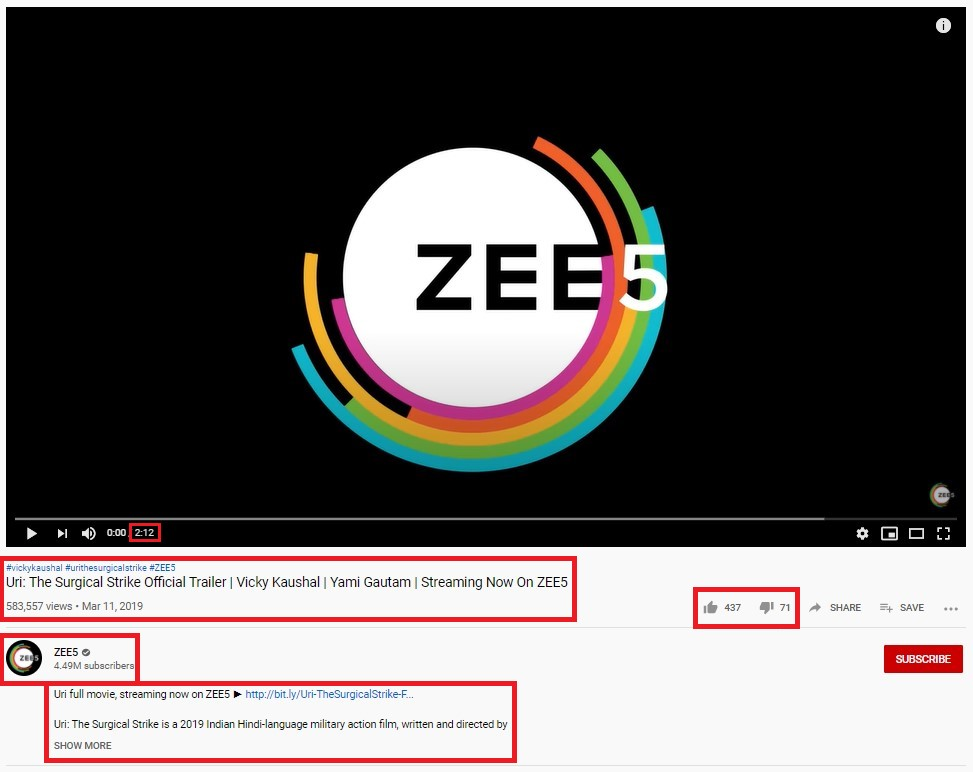 ZEE5
ZEE5
0:00 2:12
#vickykaushal #urithesurgicalstrike #ZEE5
Uri: The Surgical Strike Official Trailer | Vicky Kaushal | Yami Gautam | Streaming Now On ZEE5
583,557 views • Mar 11, 2019
437 71 SHARE SAVE
ZEE5 ZEE5
4.49M subscribers
SUBSCRIBE
Uri full movie, streaming now on ZEE5 ► http://bit.ly/Uri-TheSurgicalStrike-F...
Uri: The Surgical Strike is a 2019 Indian Hindi-language military action film, written and directed by
SHOW MORE